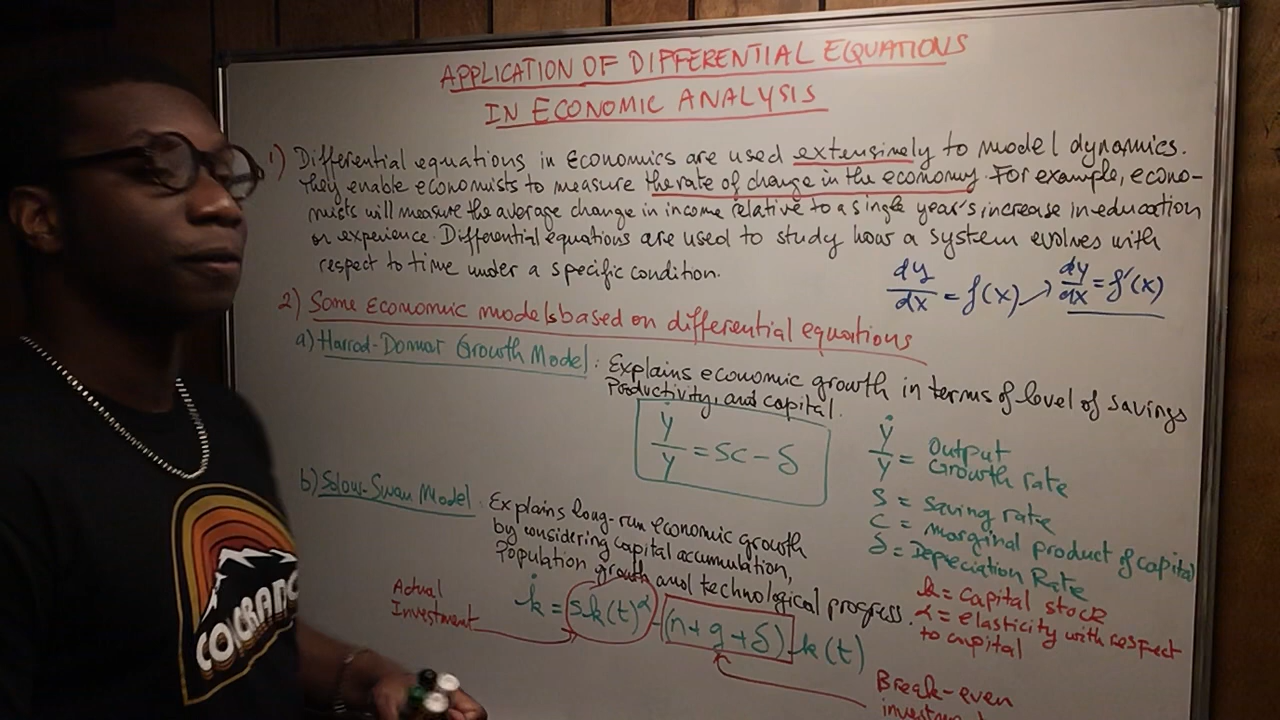 APPLICATION OF DIFFERENTIAL EQUATIONS
IN ECONOMIC ANALYSIS
1) Differential equations, in Economics are used extensively to model dynamics.
They enable economists to measure the rate of change in the economy. For example, econo-
mists will measure the average change in income relative to a single year's increase in education
or experience. Differential equations are used to study how a system evolves with
respect to time under a specific condition.
dy/dx = f(x) → dy/dx = f'(x)
2) Some Economic models based on differential equations
a) Harrod-Domar Growth Model: Explains economic growth in terms of level of savings
Productivity, and capital.
Ẏ/Y = sc - δ
Ẏ/Y = Output Growth rate
S = saving rate
C = marginal product of capital
δ = Depeciation Rate
b) Solow-Swan Model: Explains long-run economic growth
by considering capital accumulation,
Population growth and technological progress.
Actual
Investment
k̇ = sk(t)^α - (n+g+δ) k(t)
k = Capital stock
α = elasticity with respect
to capital
Break-even
COLORADO